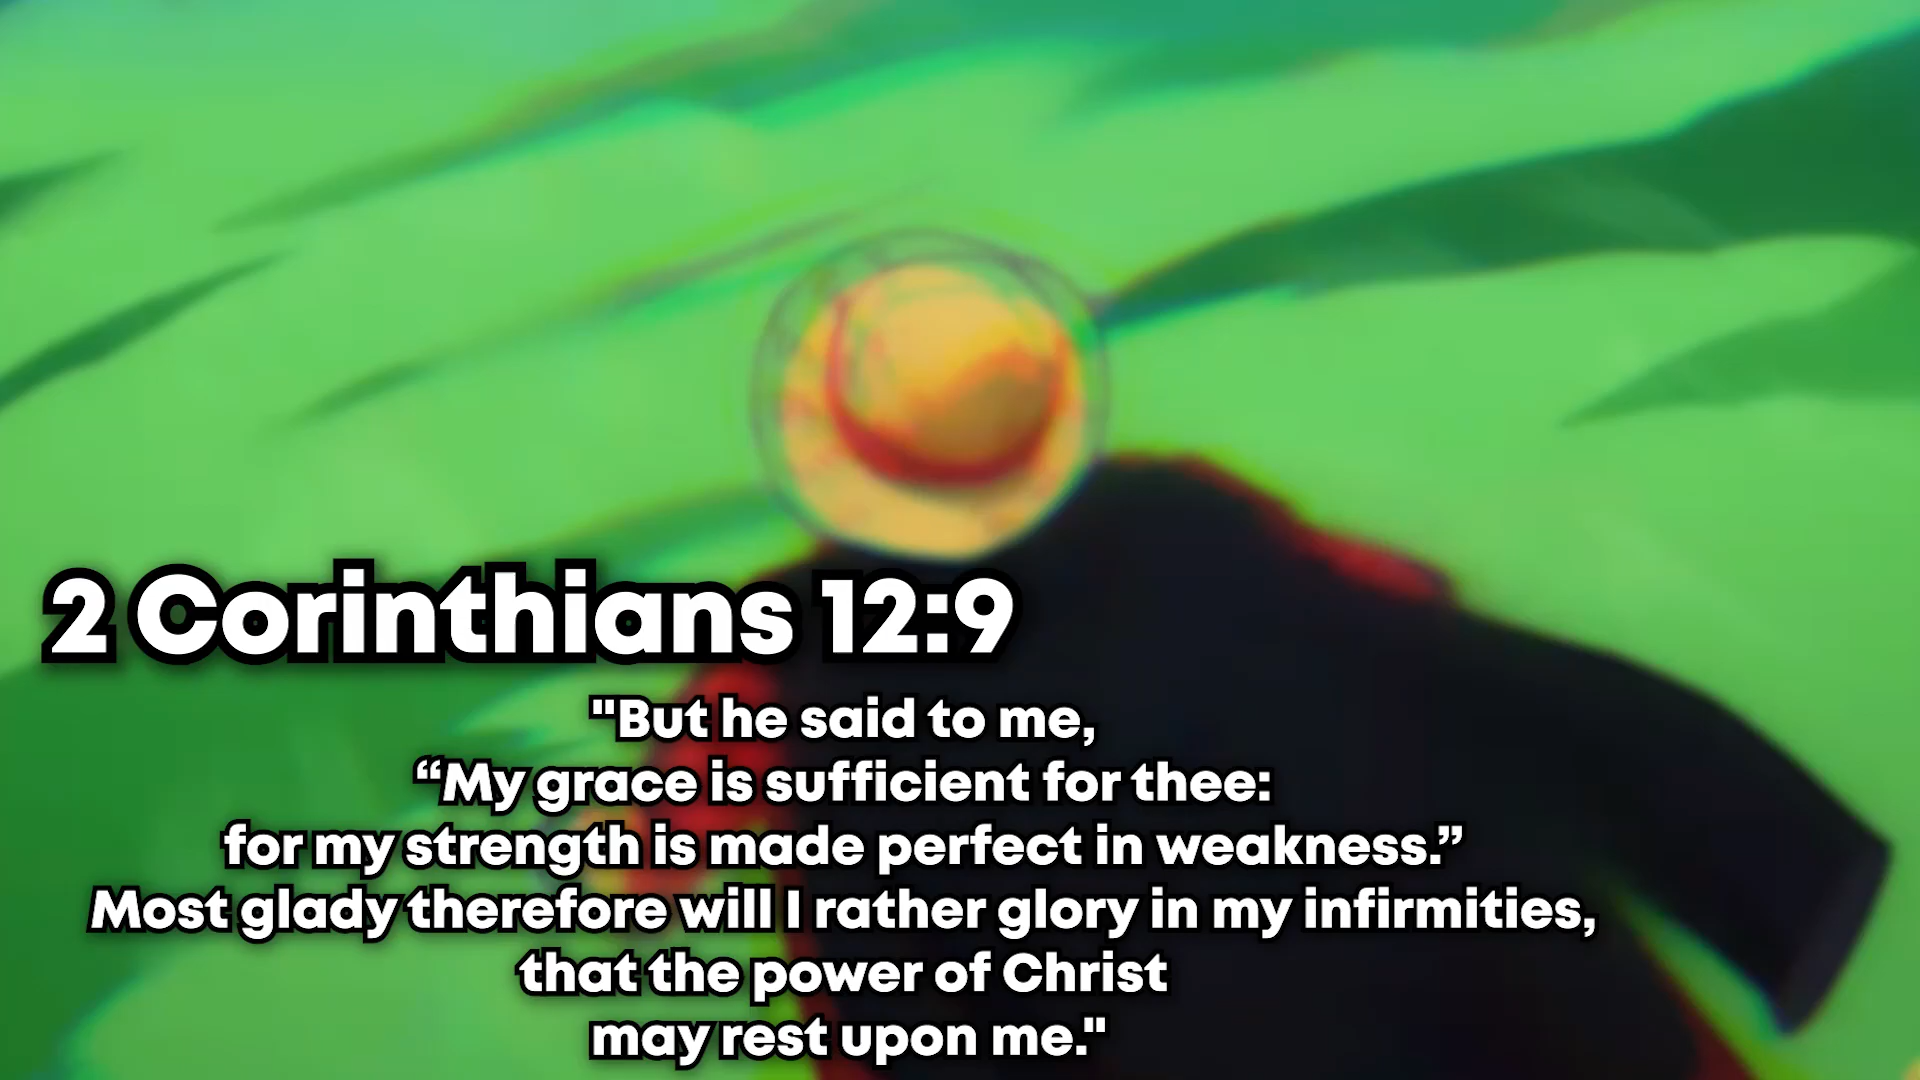 2 Corinthians 12:9
"But he said to me,
“My grace is sufficient for thee:
for my strength is made perfect in weakness.”
Most glady therefore will I rather glory in my infirmities,
that the power of Christ
may rest upon me."